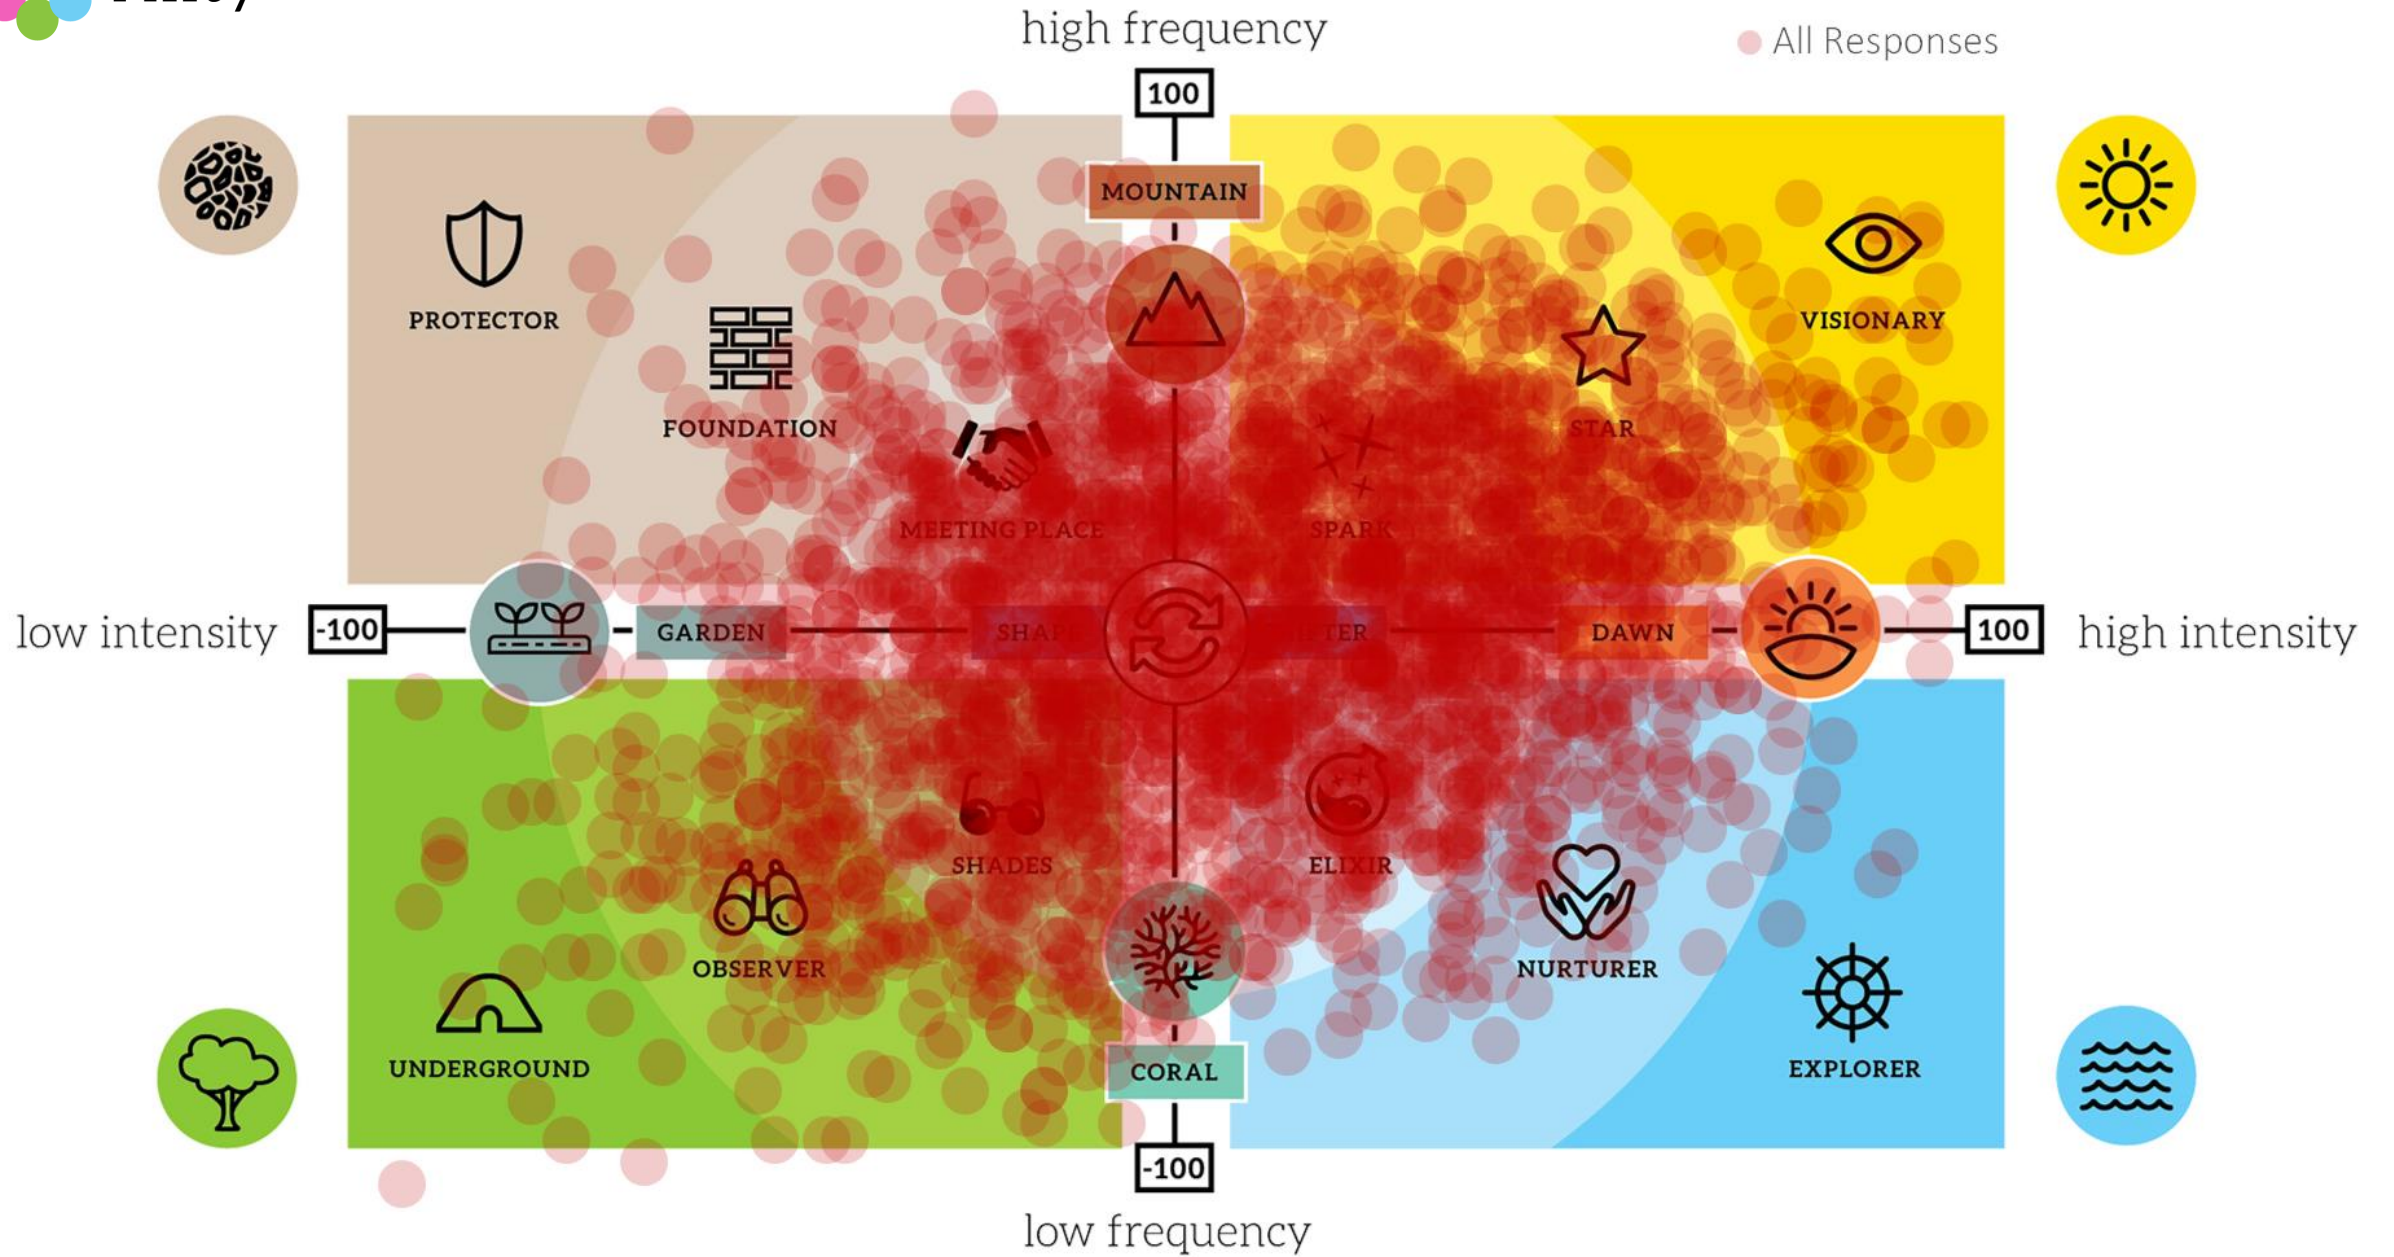 high frequency
All Responses
100
MOUNTAIN
PROTECTOR
VISIONARY
FOUNDATION
STAR
MEETING PLACE
SPARK
low intensity
-100
GARDEN
DAWN
100
high intensity
SHADES
ELIXIR
OBSERVER
NURTURER
UNDERGROUND
CORAL
EXPLORER
-100
low frequency